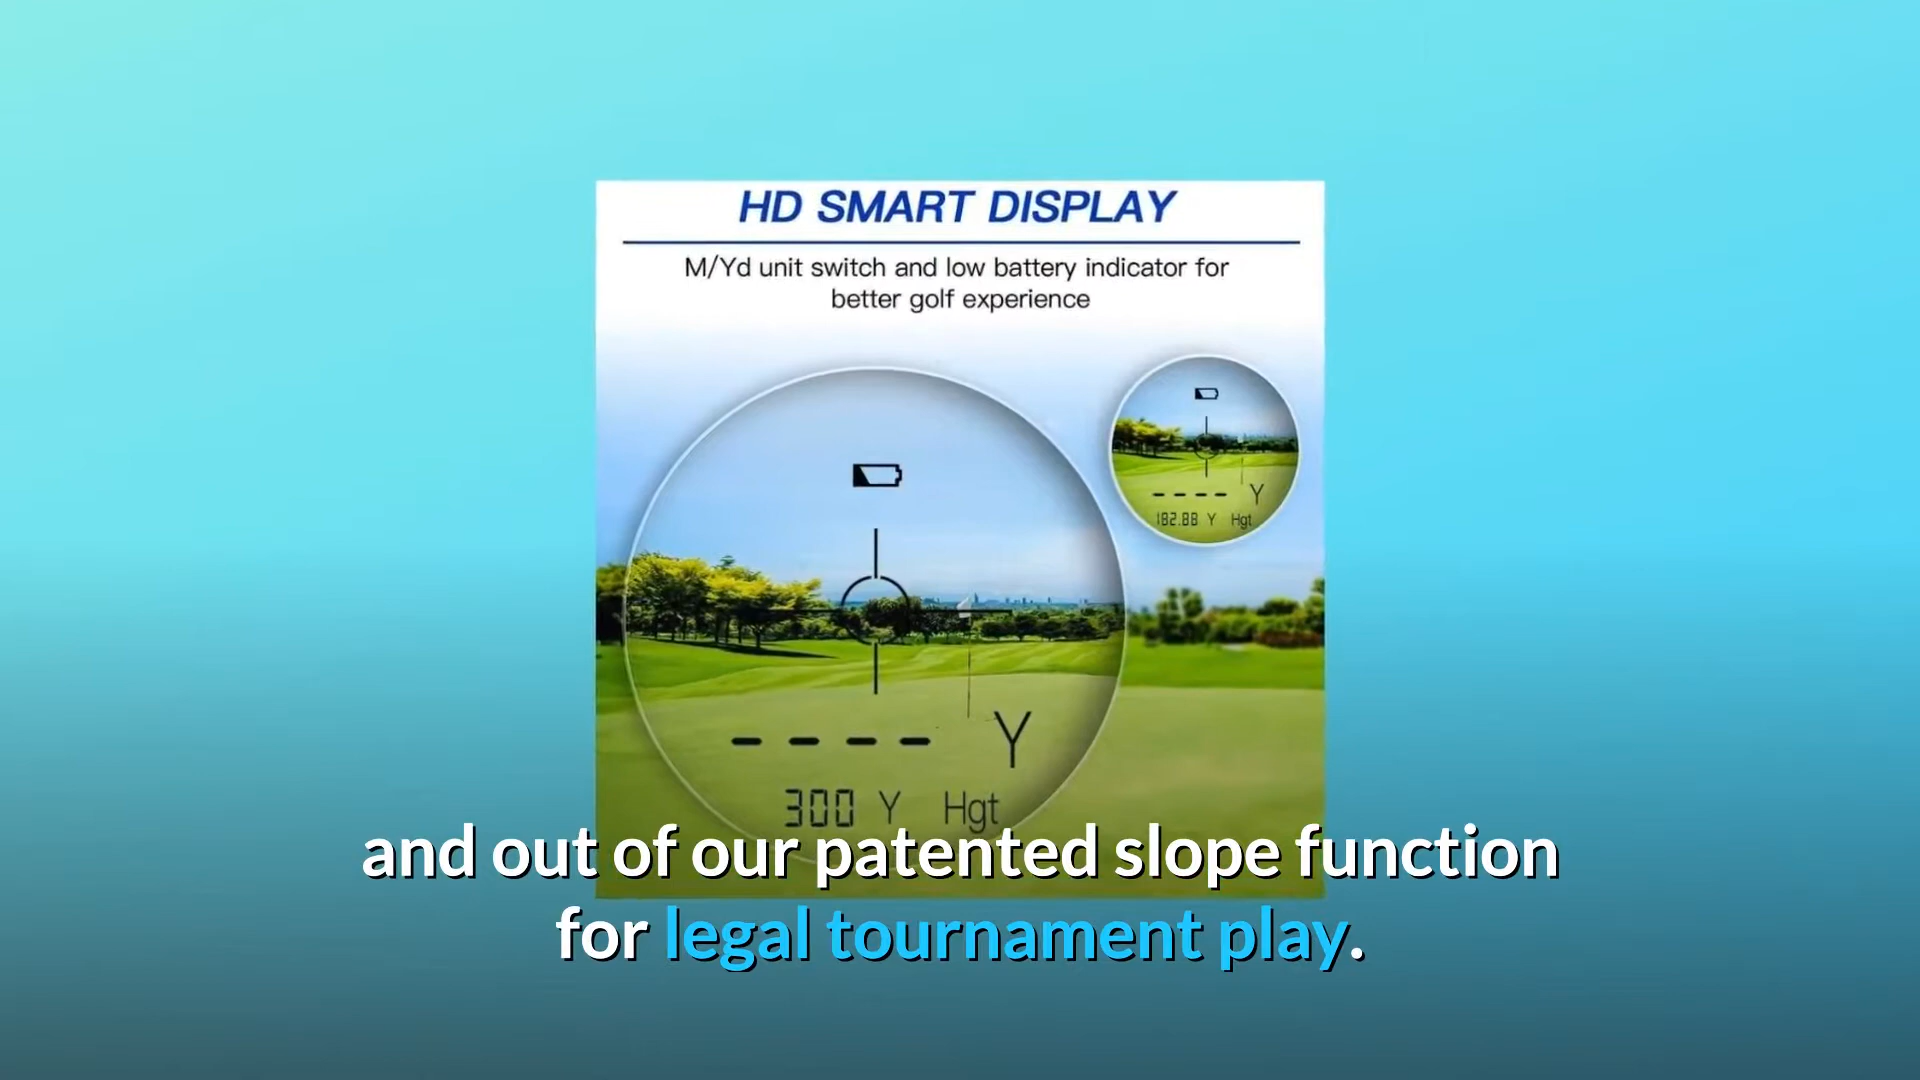 HD SMART DISPLAY
M/Yd unit switch and low battery indicator for
better golf experience
- - - - Y
182.88 Y Hgt
- - - - Y
300 Y Hgt
and out of our patented slope function
for legal tournament play.